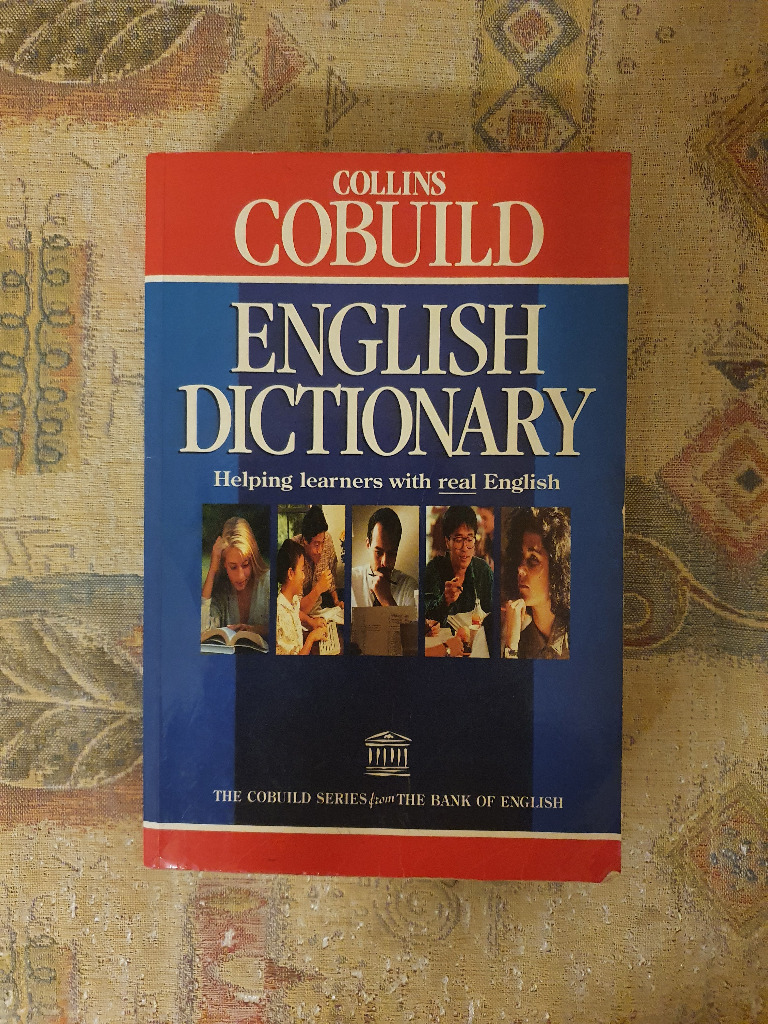 COLLINS
COBUILD
ENGLISH
DICTIONARY
Helping learners with real English
THE COBUILD SERIES from THE BANK OF ENGLISH